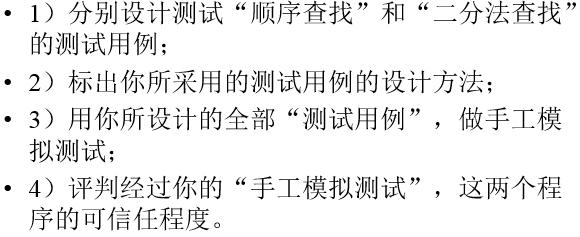 • 1）分别设计测试“顺序查找”和“二分法查找”
的测试用例；
• 2）标出你所采用的测试用例的设计方法；
• 3）用你所设计的全部“测试用例”，做手工模
拟测试；
• 4）评判经过你的“手工模拟测试”，这两个程
序的可信任程度。